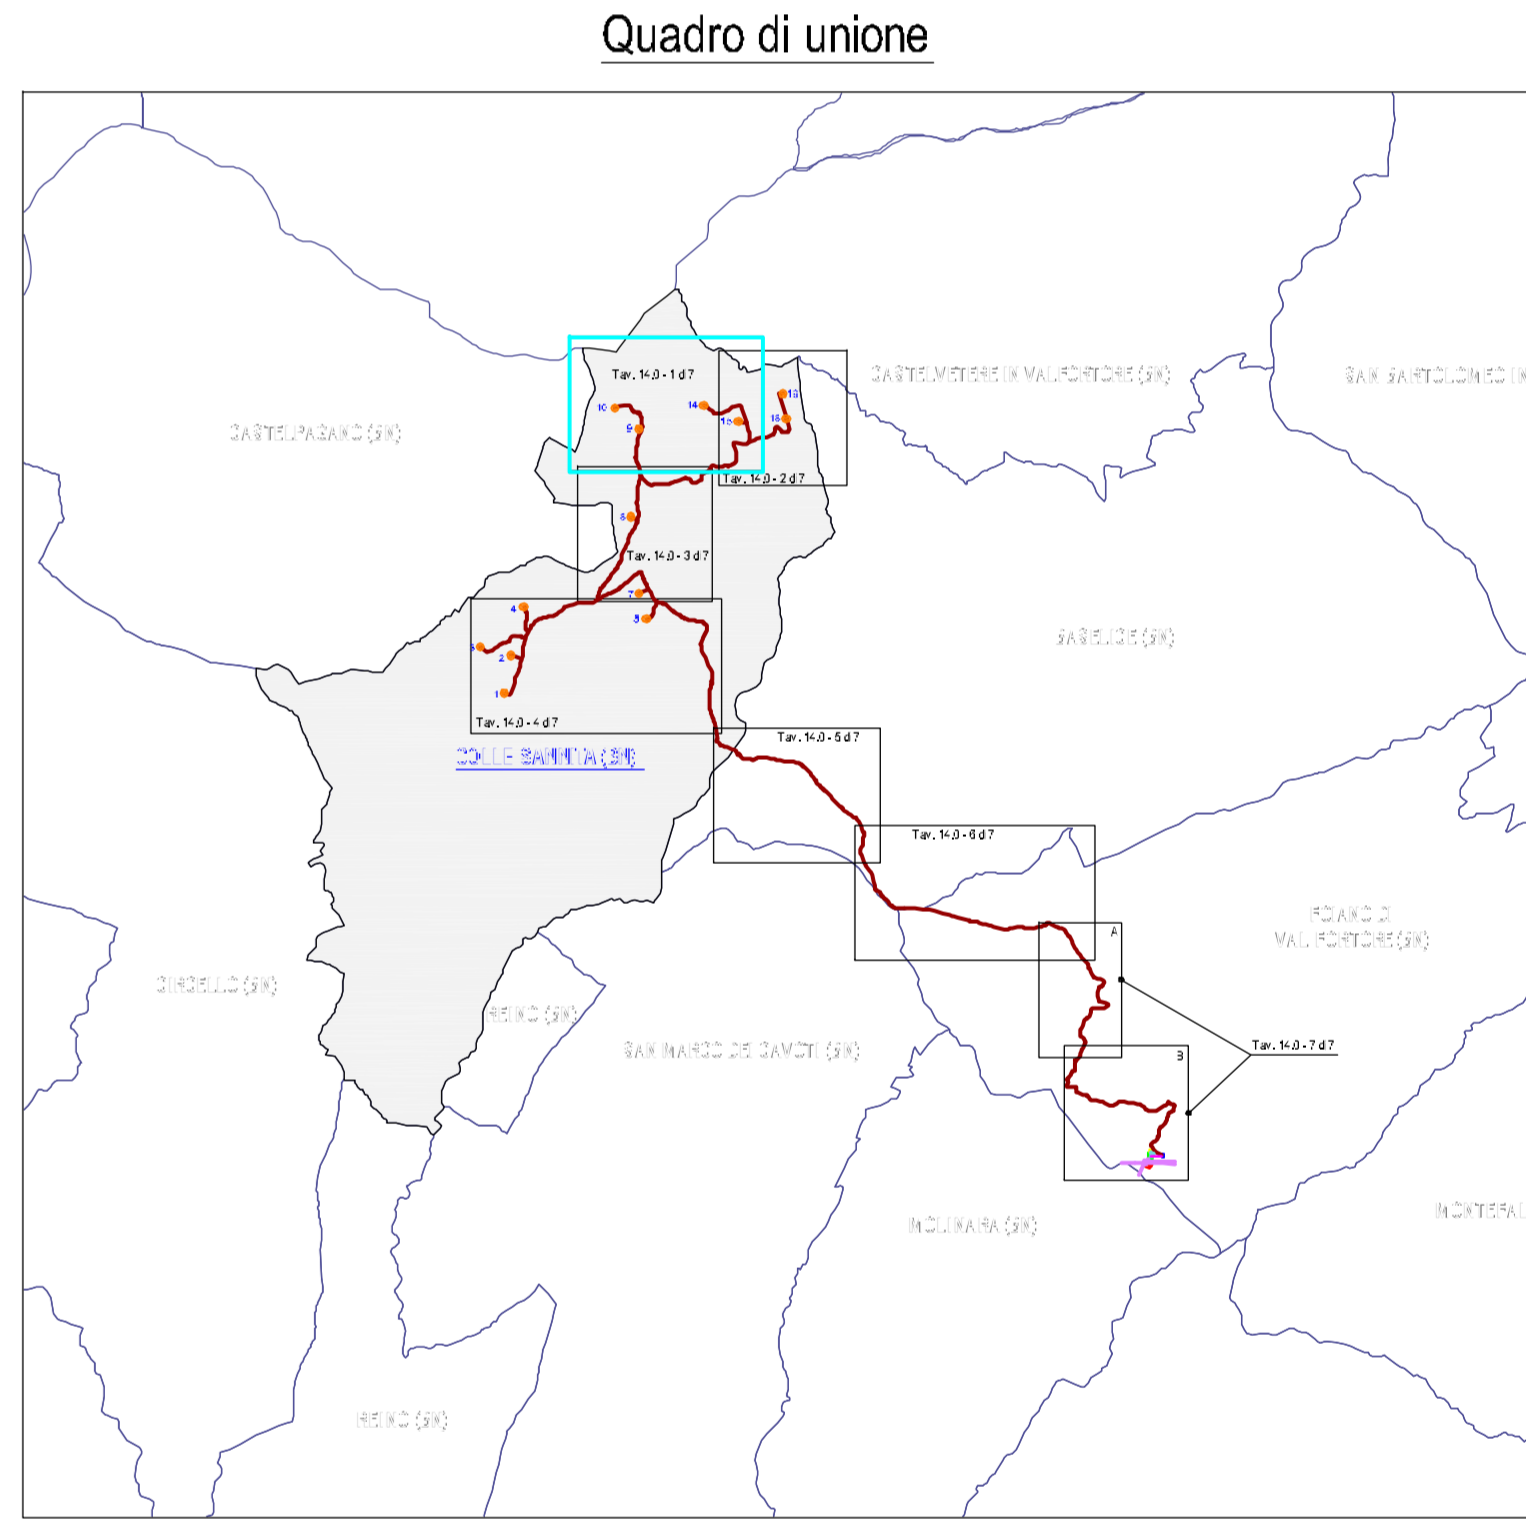 Quadro di unione
CASTELVETERE IN VALFORTORE (BN)
SAN BARTOLOMEO IN
Tav. 14.0 - 1 di 7
16
10
14
15
9
CASTELPAGANO (BN)
Tav. 14.0 - 2 di 7
Tav. 14.0 - 3 di 7
7
4
BASELICE (BN)
2
1
Tav. 14.0 - 4 di 7
Tav. 14.0 - 5 di 7
COLLE SANNITA (BN)
Tav. 14.0 - 6 di 7
FOIANO DI
VAL FORTORE (BN)
A
CIRCELLO (BN)
REINO (BN)
Tav. 14.0 - 7 di 7
SAN MARCO DEI CAVOTI (BN)
B
MONTEFAL
MOLINARA (BN)
REINO (BN)